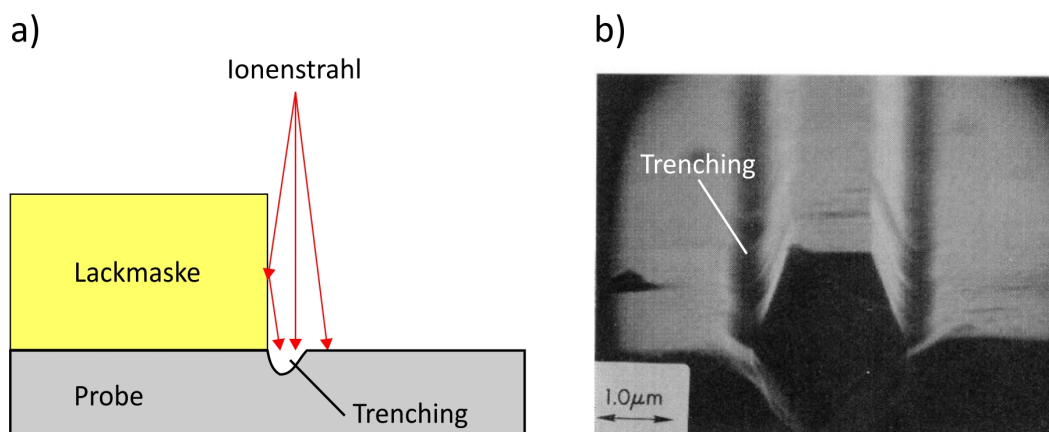 a)
Ionenstrahl
Lackmaske
Probe
Trenching
b)
Trenching
1.0μm